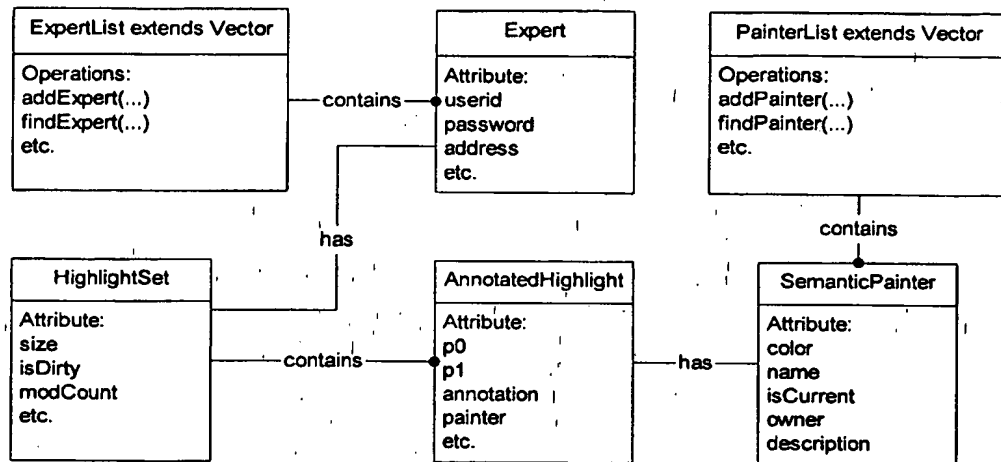 ExpertList extends Vector
Operations:
addExpert(...)
findExpert(...)
etc.
contains
Expert
Attribute:
userid
password
address
etc.
PainterList extends Vector
Operations:
addPainter(...)
findPainter(...)
etc.
has
contains
HighlightSet
Attribute:
size
isDirty
modCount
etc.
contains
AnnotatedHighlight
Attribute:
p0
p1
annotation
painter
etc.
has
SemanticPainter
Attribute:
color
name
isCurrent
owner
description